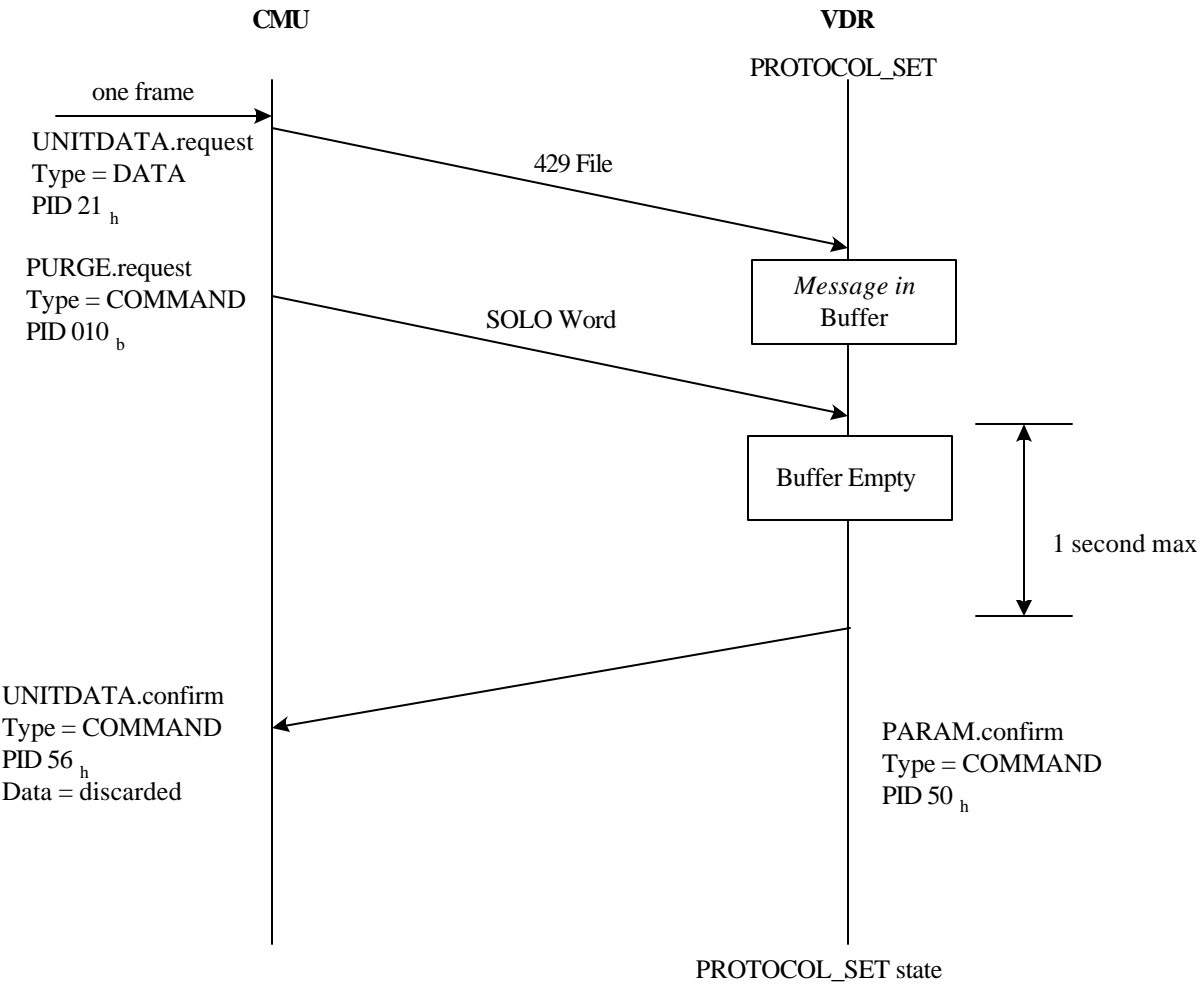 CMU
VDR
PROTOCOL_SET
one frame
UNITDATA.request
Type = DATA
PID 21 h
429 File
PURGE.request
Type = COMMAND
PID 010 b
Message in
Buffer
SOLO Word
Buffer Empty
1 second max
UNITDATA.confirm
Type = COMMAND
PID 56 h
Data = discarded
PARAM.confirm
Type = COMMAND
PID 50 h
PROTOCOL_SET state